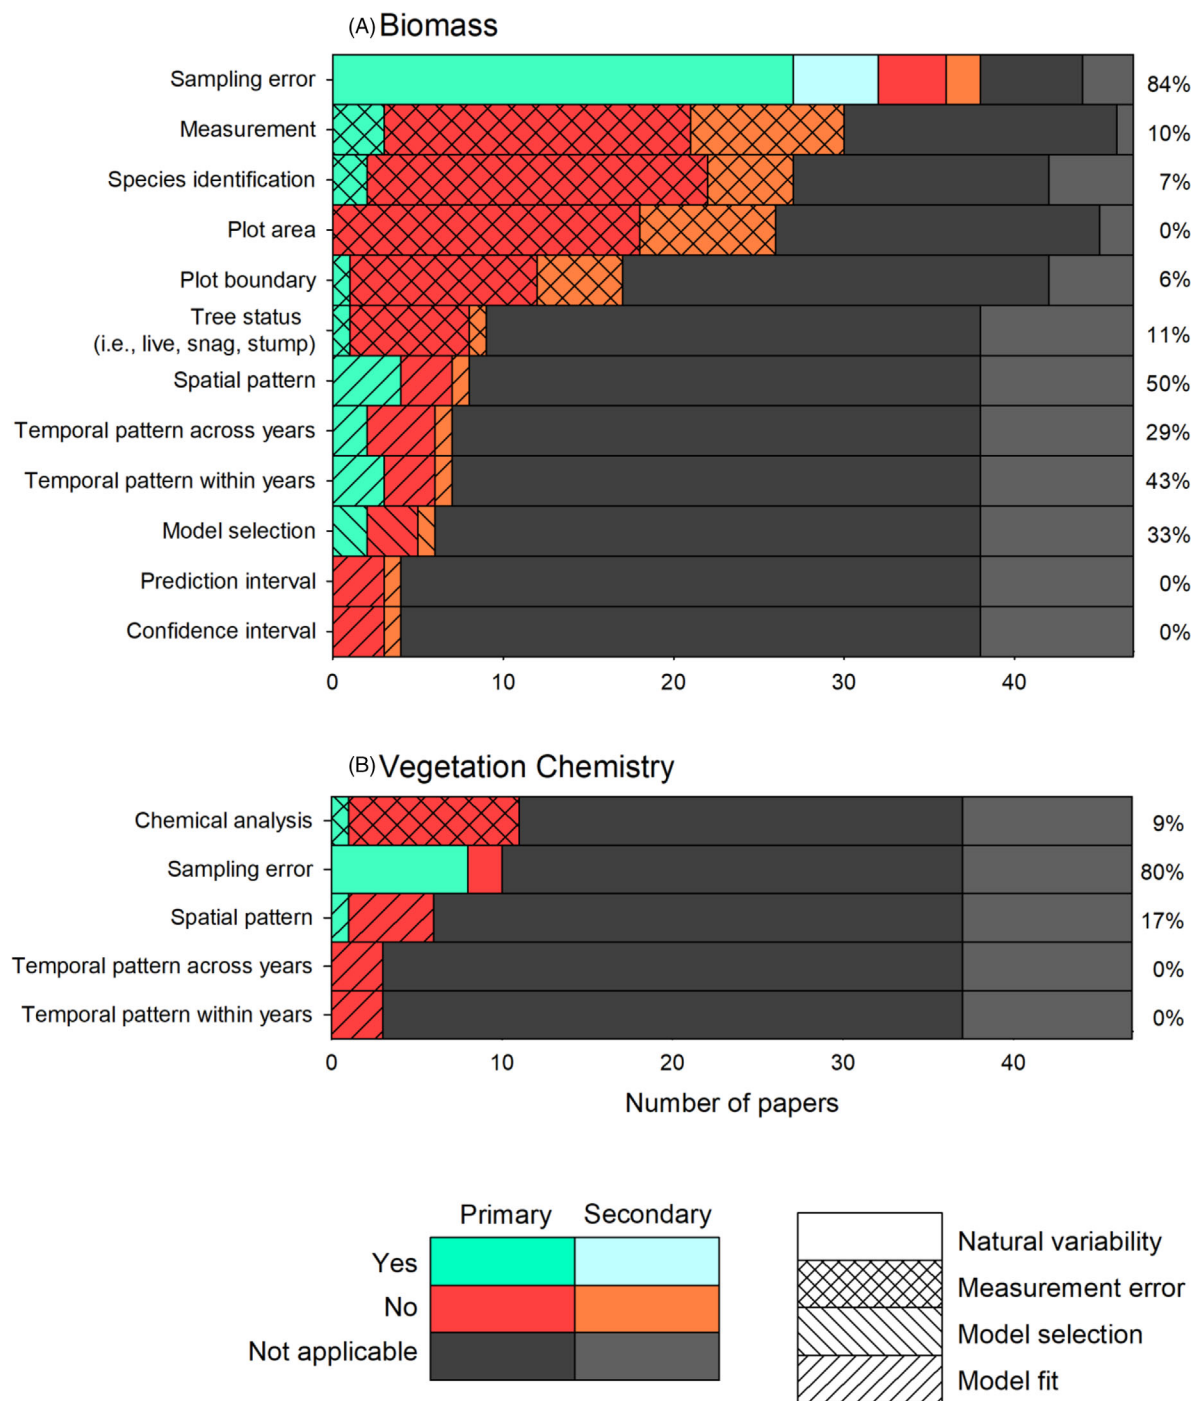 (A) Biomass
Sampling error 84%
Measurement 10%
Species identification 7%
Plot area 0%
Plot boundary 6%
Tree status
(i.e., live, snag, stump) 11%
Spatial pattern 50%
Temporal pattern across years 29%
Temporal pattern within years 43%
Model selection 33%
Prediction interval 0%
Confidence interval 0%
0 10 20 30 40
(B) Vegetation Chemistry
Chemical analysis 9%
Sampling error 80%
Spatial pattern 17%
Temporal pattern across years 0%
Temporal pattern within years 0%
0 10 20 30 40
Number of papers
Primary Secondary
Yes
No
Not applicable
Natural variability
Measurement error
Model selection
Model fit